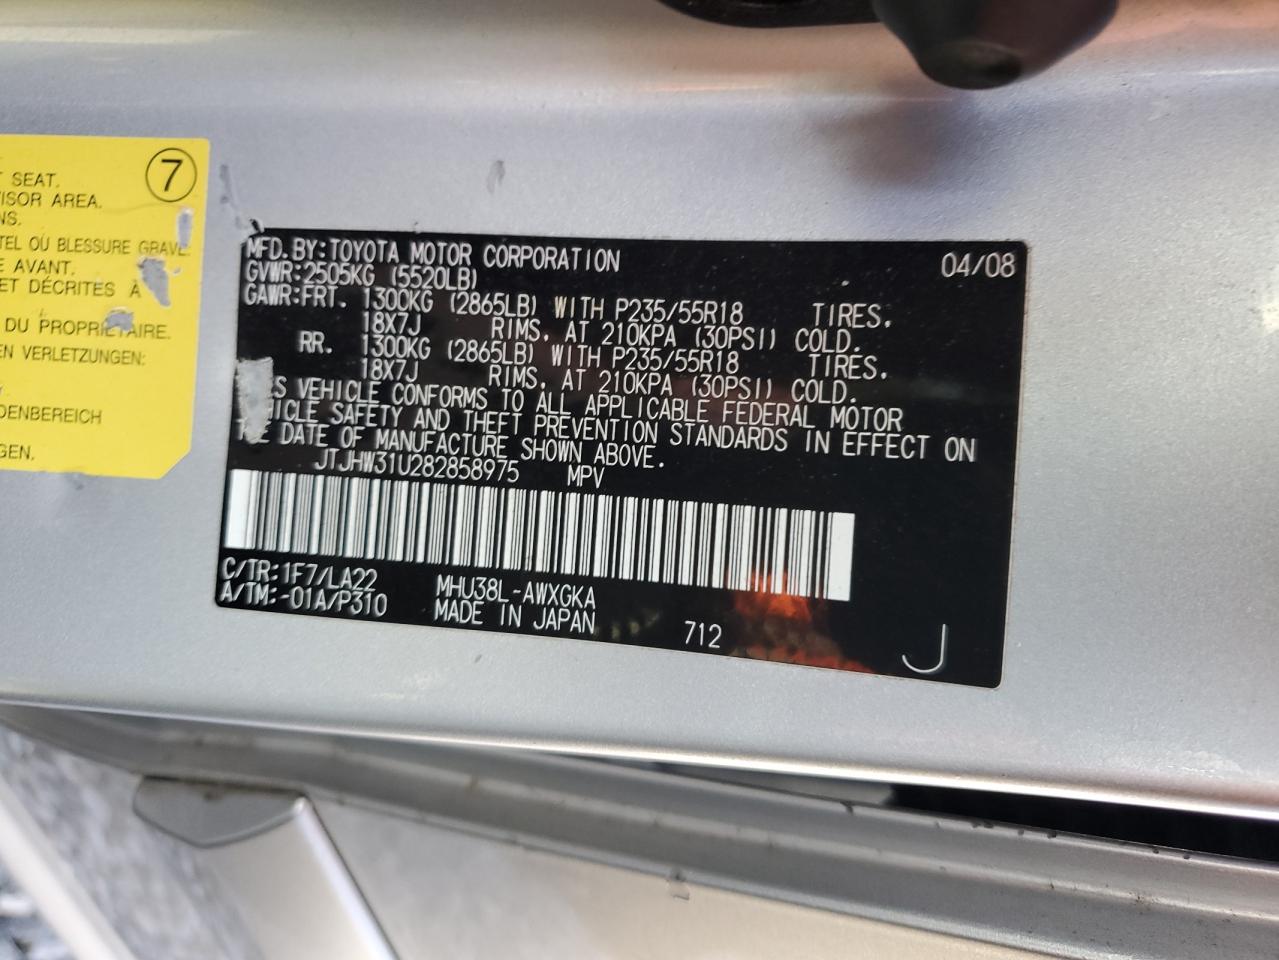 7
SEAT.
ISOR AREA.
NS.
TEL OÙ BLESSURE GRAVE
AVANT.
ET DÉCRITES À
DU PROPRIÉTAIRE.
EN VERLETZUNGEN:
DENBEREICH
GEN.
MFD.BY:TOYOTA MOTOR CORPORATION 04/08
GVWR:2505KG (5520LB)
GAWR:FRT. 1300KG (2865LB) WITH P235/55R18 TIRES.
18X7J RIMS. AT 210KPA (30PSI) COLD.
RR. 1300KG (2865LB) WITH P235/55R18 TIRES.
18X7J RIMS. AT 210KPA (30PSI) COLD.
VEHICLE CONFORMS TO ALL APPLICABLE FEDERAL MOTOR
HICLE SAFETY AND THEFT PREVENTION STANDARDS IN EFFECT ON
E DATE OF MANUFACTURE SHOWN ABOVE.
JTJHW31U282858975 MPV
C/TR:1F7/LA22 MHU38L-AWXGKA
A/TM:-01A/P310 MADE IN JAPAN 712 J